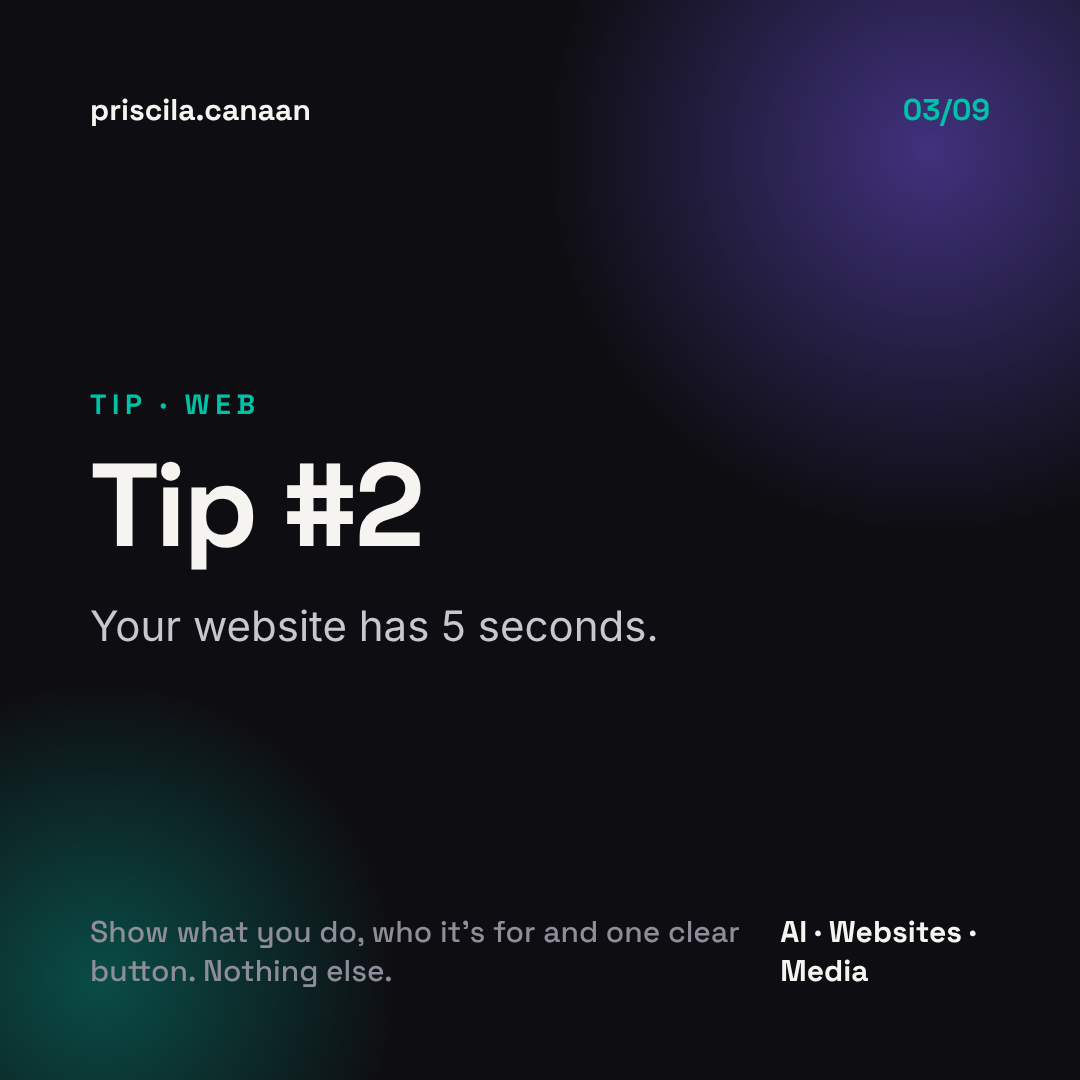 priscila.canaan
03/09
TIP · WEB
Tip #2
Your website has 5 seconds.
Show what you do, who it’s for and one clear
button. Nothing else.
AI · Websites ·
Media